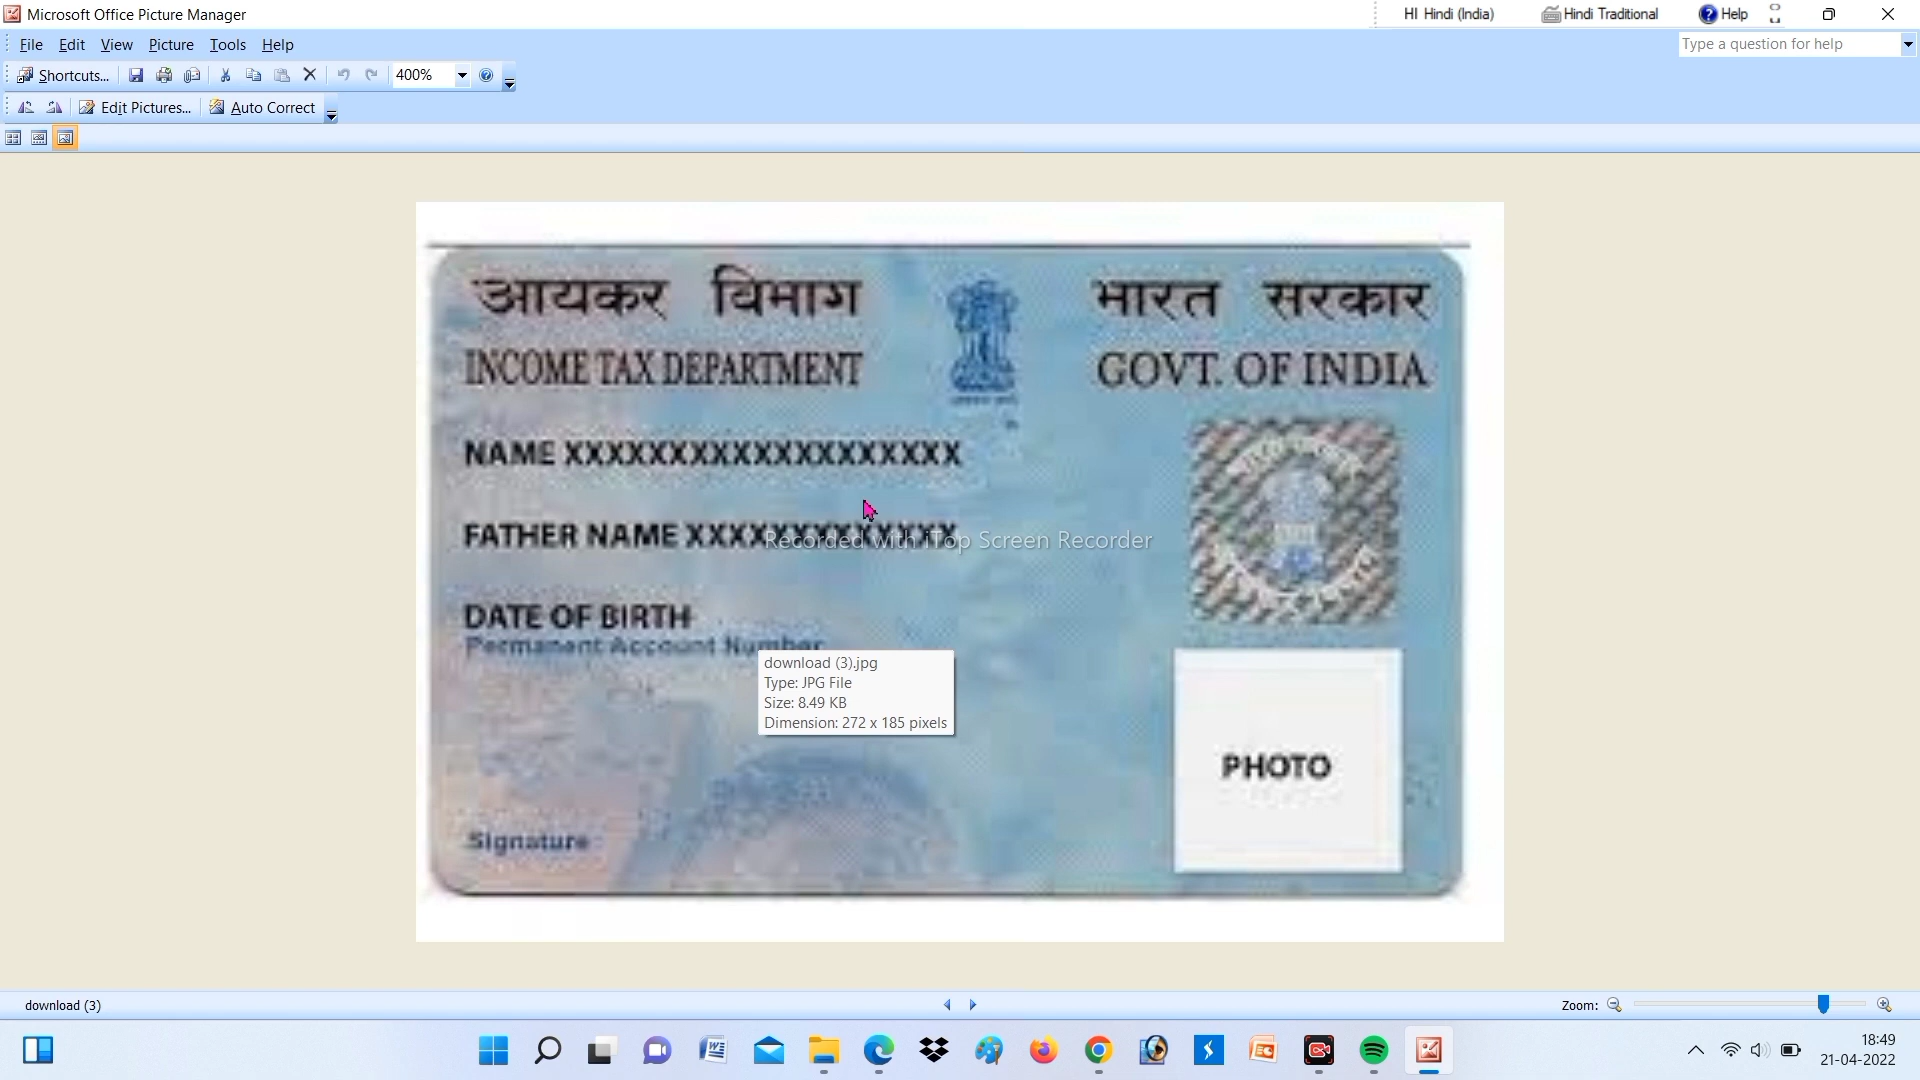 Microsoft Office Picture Manager
HI Hindi (India)
Hindi Traditional
Help
File Edit View Picture Tools Help
Type a question for help
Shortcuts...
400%
Edit Pictures...
Auto Correct
आयकर विभाग
भारत सरकार
INCOME TAX DEPARTMENT
GOVT. OF INDIA
NAME XXXXXXXXXXXXXXXXXXX
FATHER NAME XXXXXXXXXXXXX
Recorded with iTop Screen Recorder
DATE OF BIRTH
Permanent Account Number
download (3).jpg
Type: JPG File
Size: 8.49 KB
Dimension: 272 x 185 pixels
PHOTO
Signature
download (3)
Zoom:
18:49
21-04-2022